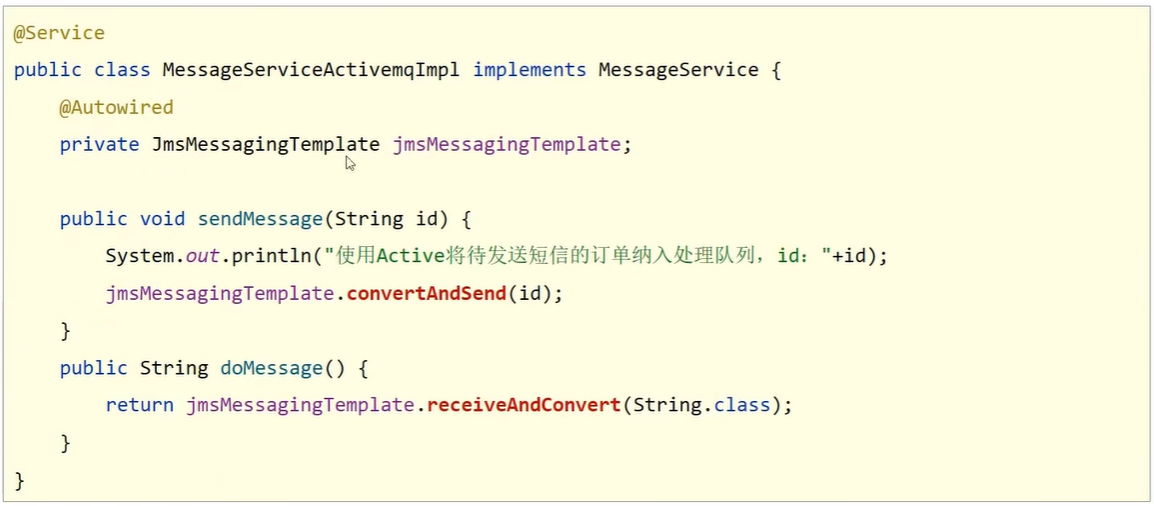 @Service
public class MessageServiceActivemqImpl implements MessageService {
    @Autowired
    private JmsMessagingTemplate jmsMessagingTemplate;

    public void sendMessage(String id) {
        System.out.println("使用Active将待发送短信的订单纳入处理队列，id："+id);
        jmsMessagingTemplate.convertAndSend(id);
    }
    public String doMessage() {
        return jmsMessagingTemplate.receiveAndConvert(String.class);
    }
}